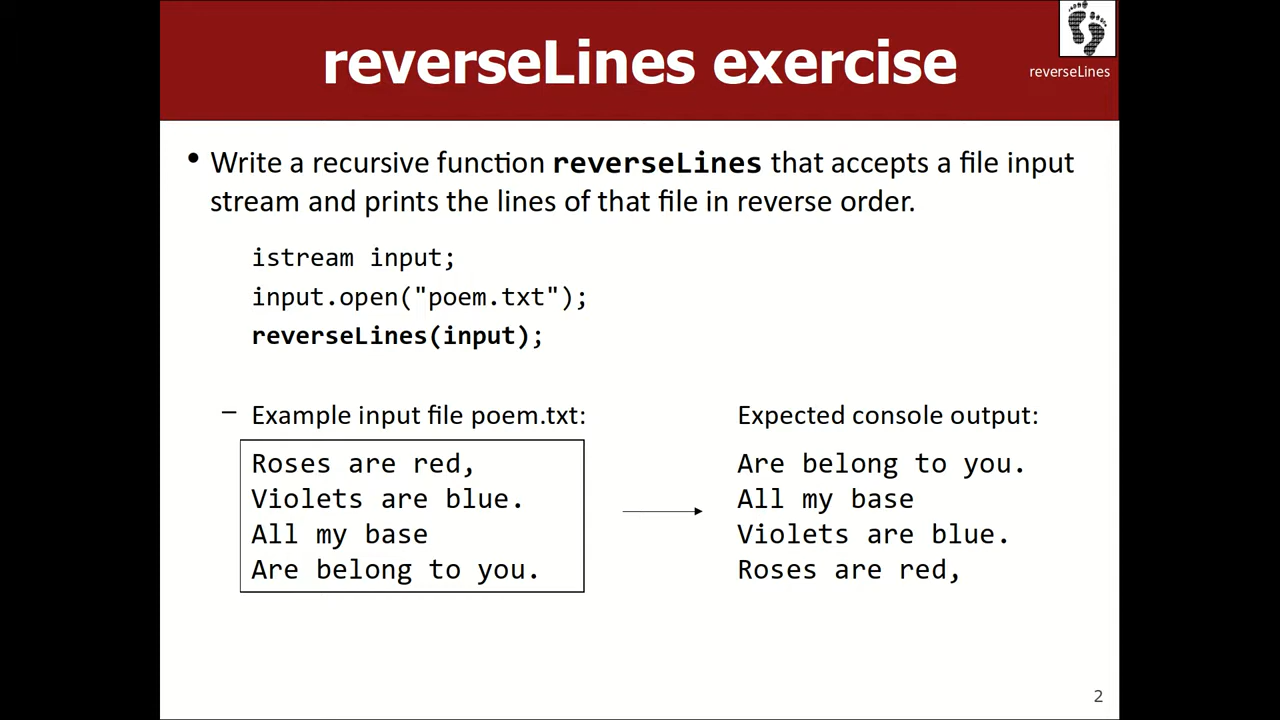 reverseLines exercise
reverseLines
• Write a recursive function reverseLines that accepts a file input
stream and prints the lines of that file in reverse order.
istream input;
input.open("poem.txt");
reverseLines(input);
– Example input file poem.txt:
Roses are red,
Violets are blue.
All my base
Are belong to you.
Expected console output:
Are belong to you.
All my base
Violets are blue.
Roses are red,
2